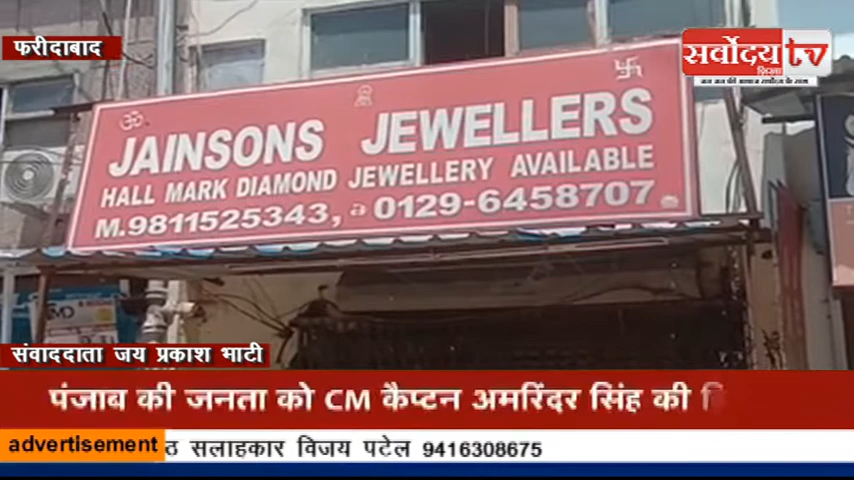 फरीदाबाद
सर्वोदय tv
JAINSONS JEWELLERS
HALL MARK DIAMOND JEWELLERY AVAILABLE
M.9811525343, 0129-6458707
संवाददाता जय प्रकाश भाटी
पंजाब की जनता को CM कैप्टन अमरिंदर सिंह की
advertisement ठ सलाहकार विजय पटेल 9416308675